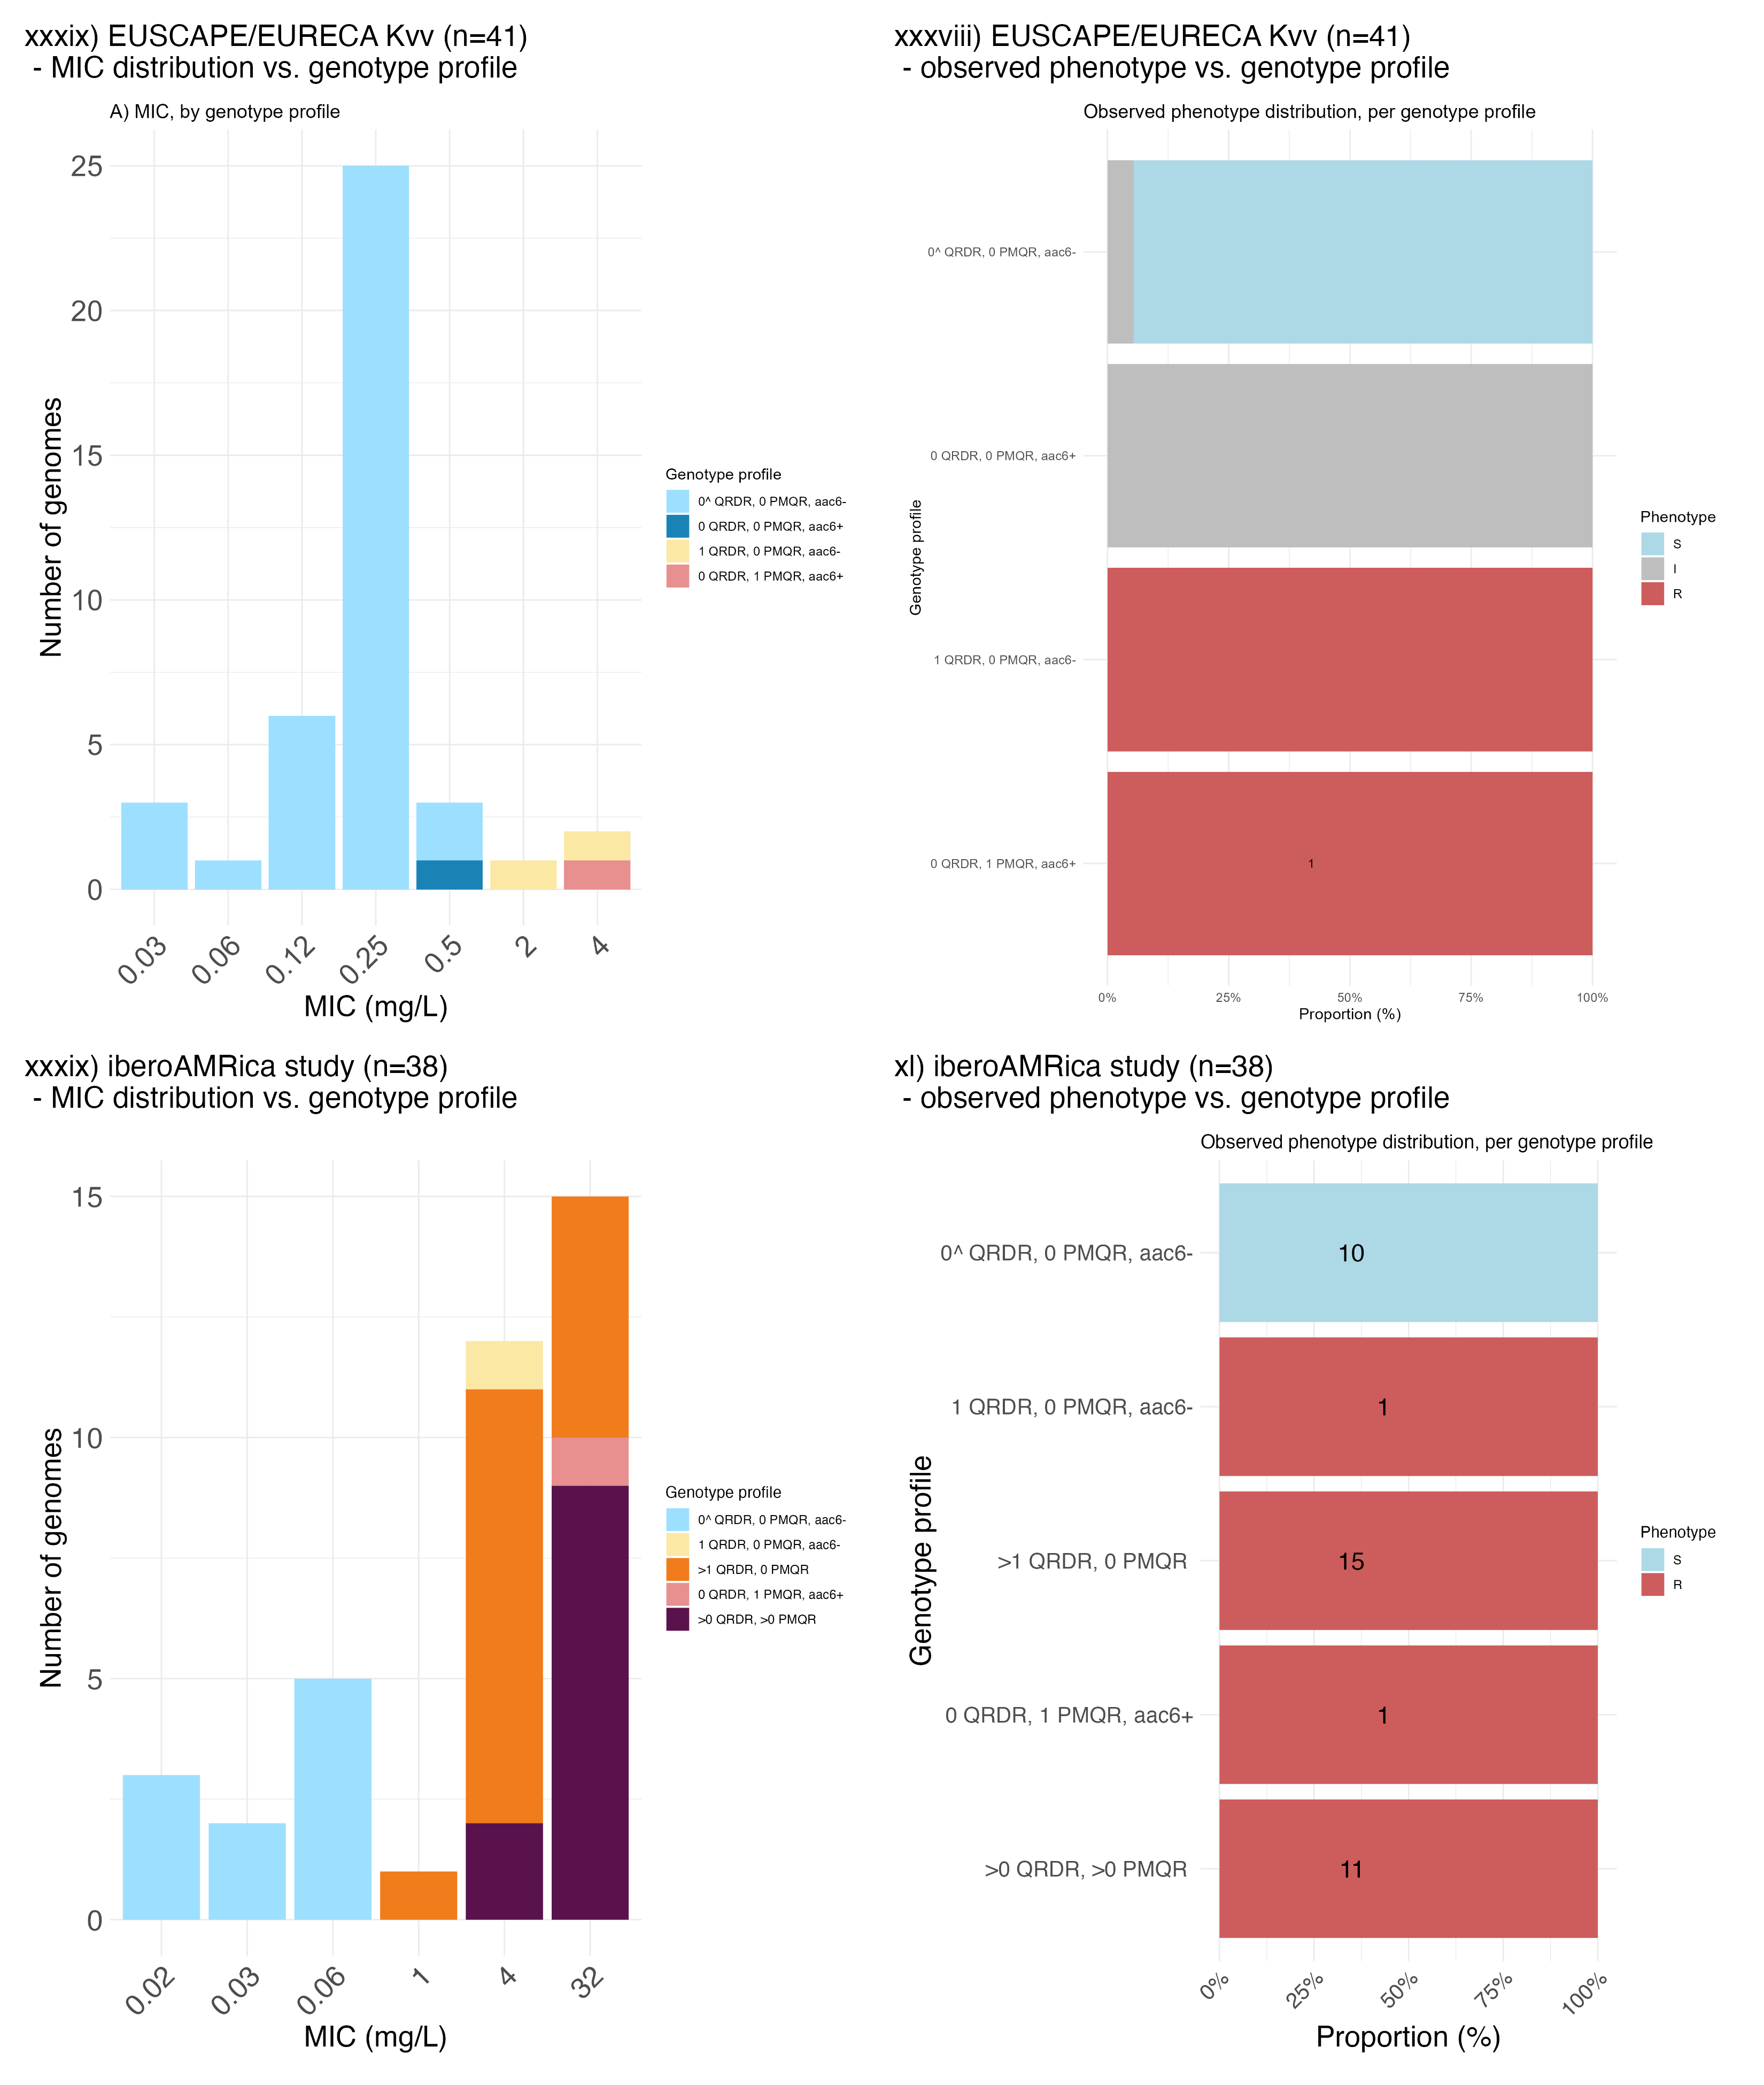 xxxix) EUSCAPE/EURECA Kvv (n=41)
- MIC distribution vs. genotype profile
A) MIC, by genotype profile
Number of genomes
25
20
15
10
5
0
0.03
0.06
0.12
0.25
0.5
2
4
MIC (mg/L)
Genotype profile
0^ QRDR, 0 PMQR, aac6-
0 QRDR, 0 PMQR, aac6+
1 QRDR, 0 PMQR, aac6-
0 QRDR, 1 PMQR, aac6+
xxxviii) EUSCAPE/EURECA Kvv (n=41)
- observed phenotype vs. genotype profile
Observed phenotype distribution, per genotype profile
Genotype profile
0^ QRDR, 0 PMQR, aac6-
0 QRDR, 0 PMQR, aac6+
1 QRDR, 0 PMQR, aac6-
0 QRDR, 1 PMQR, aac6+
1
0%
25%
50%
75%
100%
Proportion (%)
Phenotype
S
I
R
xxxix) iberoAMRica study (n=38)
- MIC distribution vs. genotype profile
Number of genomes
15
10
5
0
0.02
0.03
0.06
1
4
32
MIC (mg/L)
Genotype profile
0^ QRDR, 0 PMQR, aac6-
1 QRDR, 0 PMQR, aac6-
>1 QRDR, 0 PMQR
0 QRDR, 1 PMQR, aac6+
>0 QRDR, >0 PMQR
xl) iberoAMRica study (n=38)
- observed phenotype vs. genotype profile
Observed phenotype distribution, per genotype profile
Genotype profile
0^ QRDR, 0 PMQR, aac6-
10
1 QRDR, 0 PMQR, aac6-
1
>1 QRDR, 0 PMQR
15
0 QRDR, 1 PMQR, aac6+
1
>0 QRDR, >0 PMQR
11
0%
25%
50%
75%
100%
Proportion (%)
Phenotype
S
R